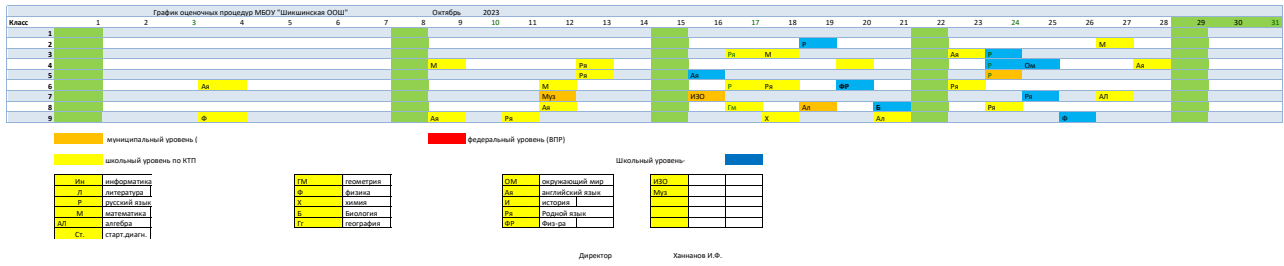 График оценочных процедур МБОУ "Шикшинская ООШ" Октябрь 2023
Класс 1 2 3 4 5 6 7 8 9 10 11 12 13 14 15 16 17 18 19 20 21 22 23 24 25 26 27 28 29 30 31
1
2 Р М
3 Ря М Ая Р
4 М Ря Р Ом Ая
5 Ря Ая Р
6 Ая М Р Ря ФР Ря
7 Муз ИЗО Ря АЛ
8 Ая Гм Ал Б Ря
9 Ф Ая Ря Х Ал Ф
муниципальный уровень ( федеральный уровень (ВПР)
школьный уровень по КТП Школьный уровень-
Ин информатика ГМ геометрия ОМ окружающий мир ИЗО
Л литература Ф физика Ая английский язык Муз
Р русский язык Х химия И история
М математика Б Биология Ря Родной язык
АЛ алгебра Гг география ФР Физ-ра
Ст. старт.диагн.
Директор Ханнанов И.Ф.